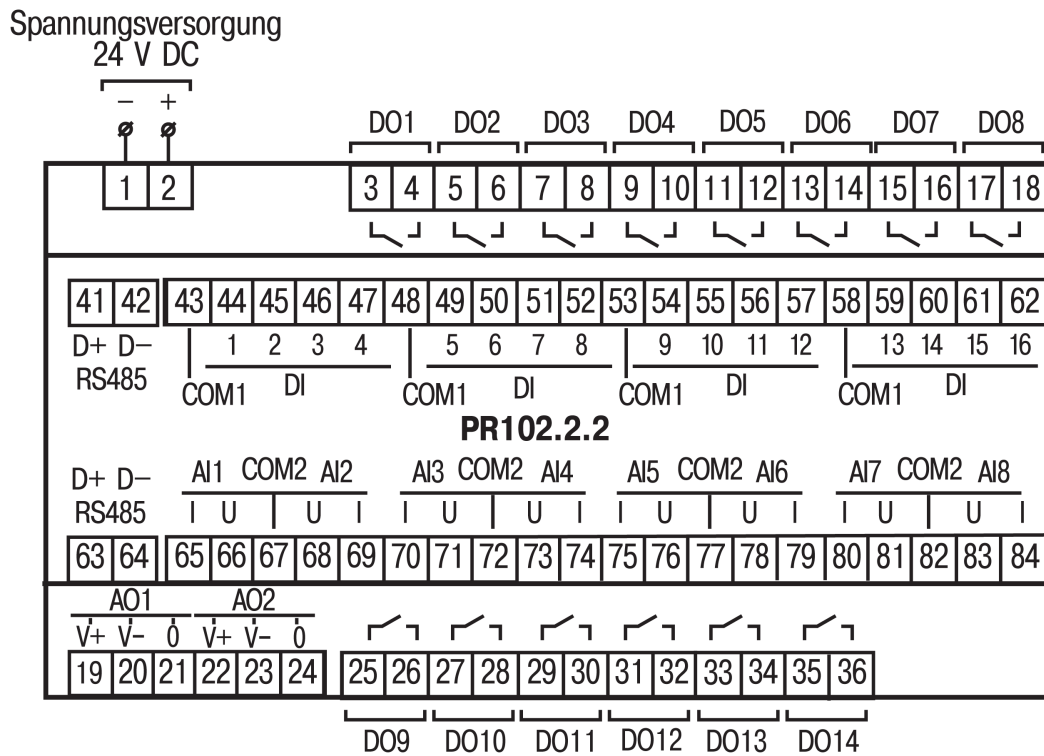 Spannungsversorgung
24 V DC
− +
DO1 DO2 DO3 DO4 DO5 DO6 DO7 DO8
1 2 3 4 5 6 7 8 9 10 11 12 13 14 15 16 17 18
41 42 43 44 45 46 47 48 49 50 51 52 53 54 55 56 57 58 59 60 61 62
D+ D− 1 2 3 4 5 6 7 8 9 10 11 12 13 14 15 16
RS485 COM1 DI COM1 DI COM1 DI COM1 DI
PR102.2.2
D+ D− AI1 COM2 AI2 AI3 COM2 AI4 AI5 COM2 AI6 AI7 COM2 AI8
RS485 I U U I I U U I I U U I I U U I
63 64 65 66 67 68 69 70 71 72 73 74 75 76 77 78 79 80 81 82 83 84
AO1 AO2
V+ V− 0 V+ V− 0
19 20 21 22 23 24 25 26 27 28 29 30 31 32 33 34 35 36
DO9 DO10 DO11 DO12 DO13 DO14